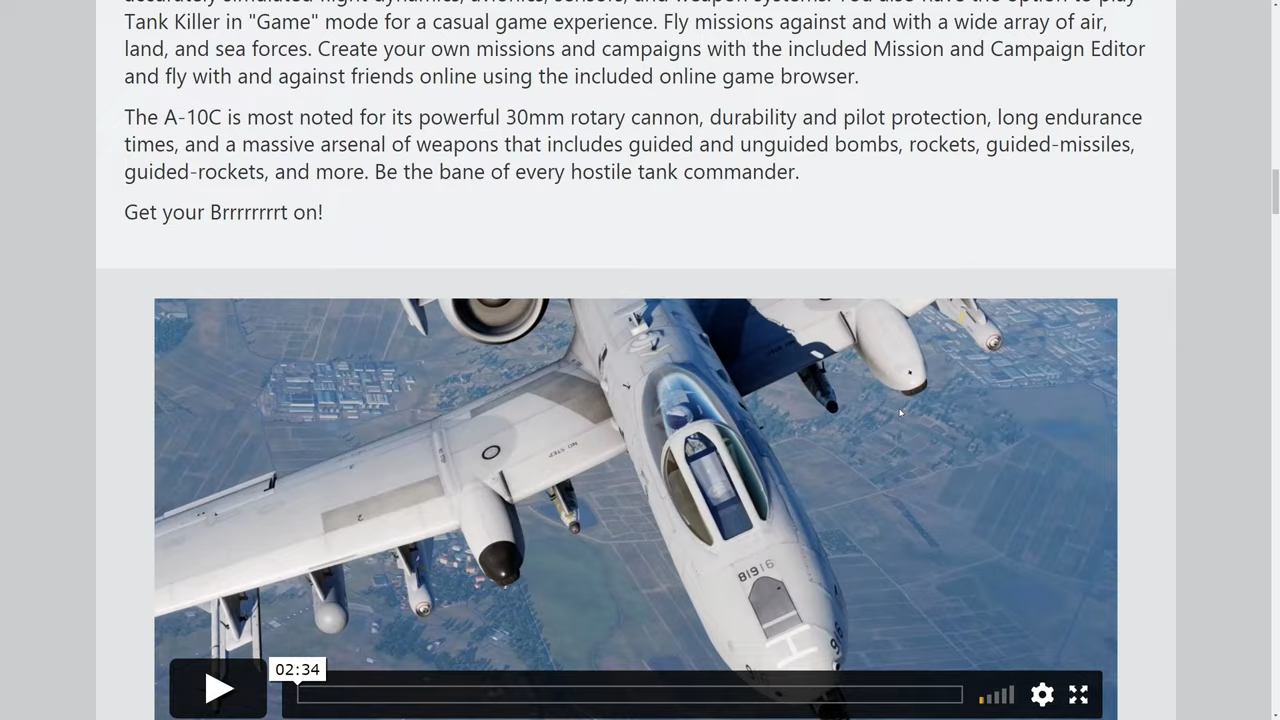 Tank Killer in "Game" mode for a casual game experience. Fly missions against and with a wide array of air,
land, and sea forces. Create your own missions and campaigns with the included Mission and Campaign Editor
and fly with and against friends online using the included online game browser.
The A-10C is most noted for its powerful 30mm rotary cannon, durability and pilot protection, long endurance
times, and a massive arsenal of weapons that includes guided and unguided bombs, rockets, guided-missiles,
guided-rockets, and more. Be the bane of every hostile tank commander.
Get your Brrrrrrrt on!
NO STEP
81916
02:34